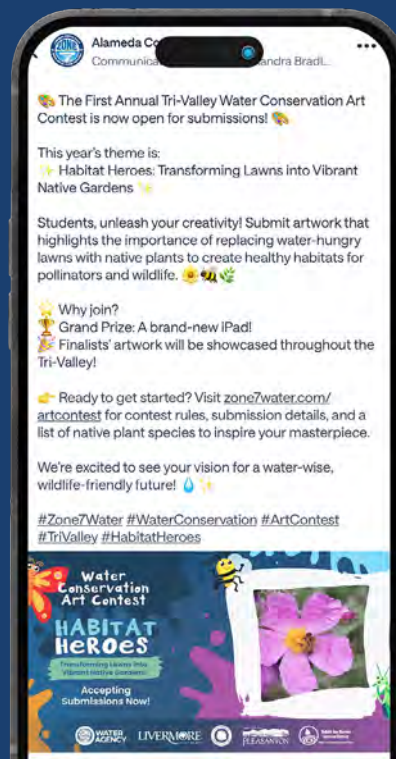 ZONE
Alameda Co
Communica
andra Bradl...
🎨 The First Annual Tri-Valley Water Conservation Art
Contest is now open for submissions! 🎨
This year's theme is:
✨ Habitat Heroes: Transforming Lawns into Vibrant
Native Gardens ✨
Students, unleash your creativity! Submit artwork that
highlights the importance of replacing water-hungry
lawns with native plants to create healthy habitats for
pollinators and wildlife. 🌼🐝🌿
🌟 Why join?
🏆 Grand Prize: A brand-new iPad!
🎉 Finalists' artwork will be showcased throughout the
Tri-Valley!
👉 Ready to get started? Visit zone7water.com/
artcontest for contest rules, submission details, and a
list of native plant species to inspire your masterpiece.
We're excited to see your vision for a water-wise,
wildlife-friendly future! 💧✨
#Zone7Water #WaterConservation #ArtContest
#TriValley #HabitatHeroes
Water
Conservation
Art Contest
HABITAT
HEROES
Transforming Lawns into
Vibrant Native Gardens
Accepting
Submissions Now!
WATER
AGENCY
LIVERMORE
PLEASANTON